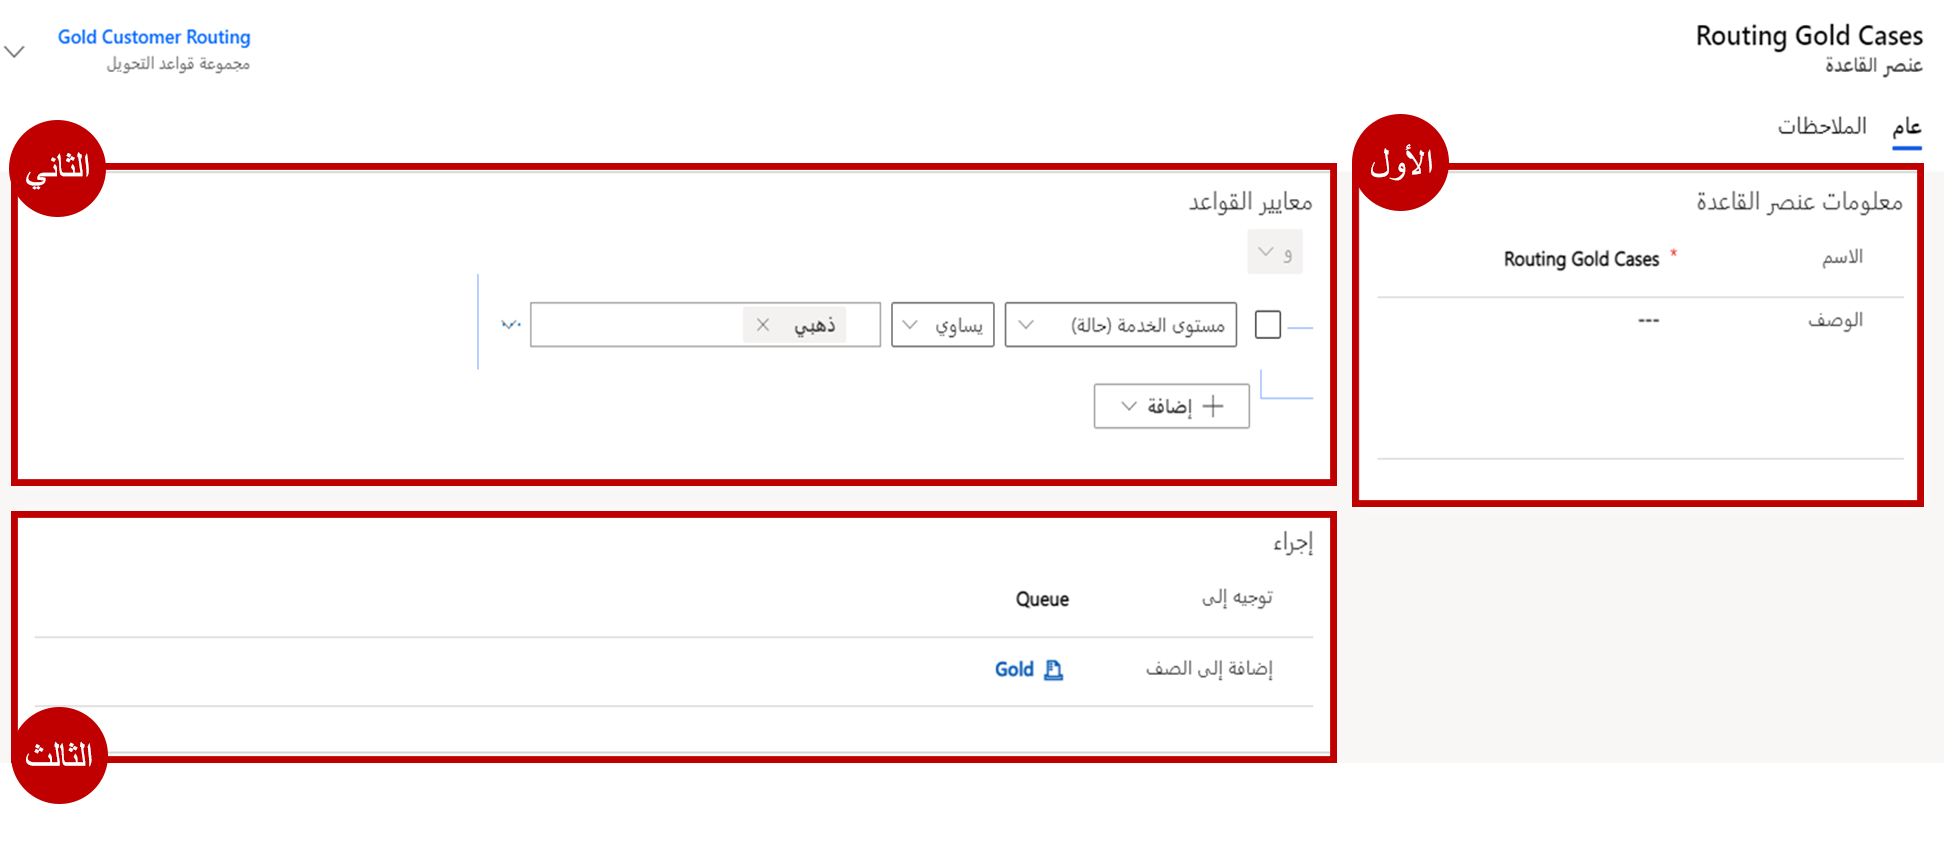 Routing Gold Cases
عنصر القاعدة
Gold Customer Routing
مجموعة قواعد التحويل
عام
الملاحظات
الأول
معلومات عنصر القاعدة
الاسم
* Routing Gold Cases
الوصف
---
الثاني
معايير القواعد
و
مستوى الخدمة (حالة)
يساوي
ذهبي
إضافة
إجراء
توجيه إلى
Queue
إضافة إلى الصف
Gold
الثالث